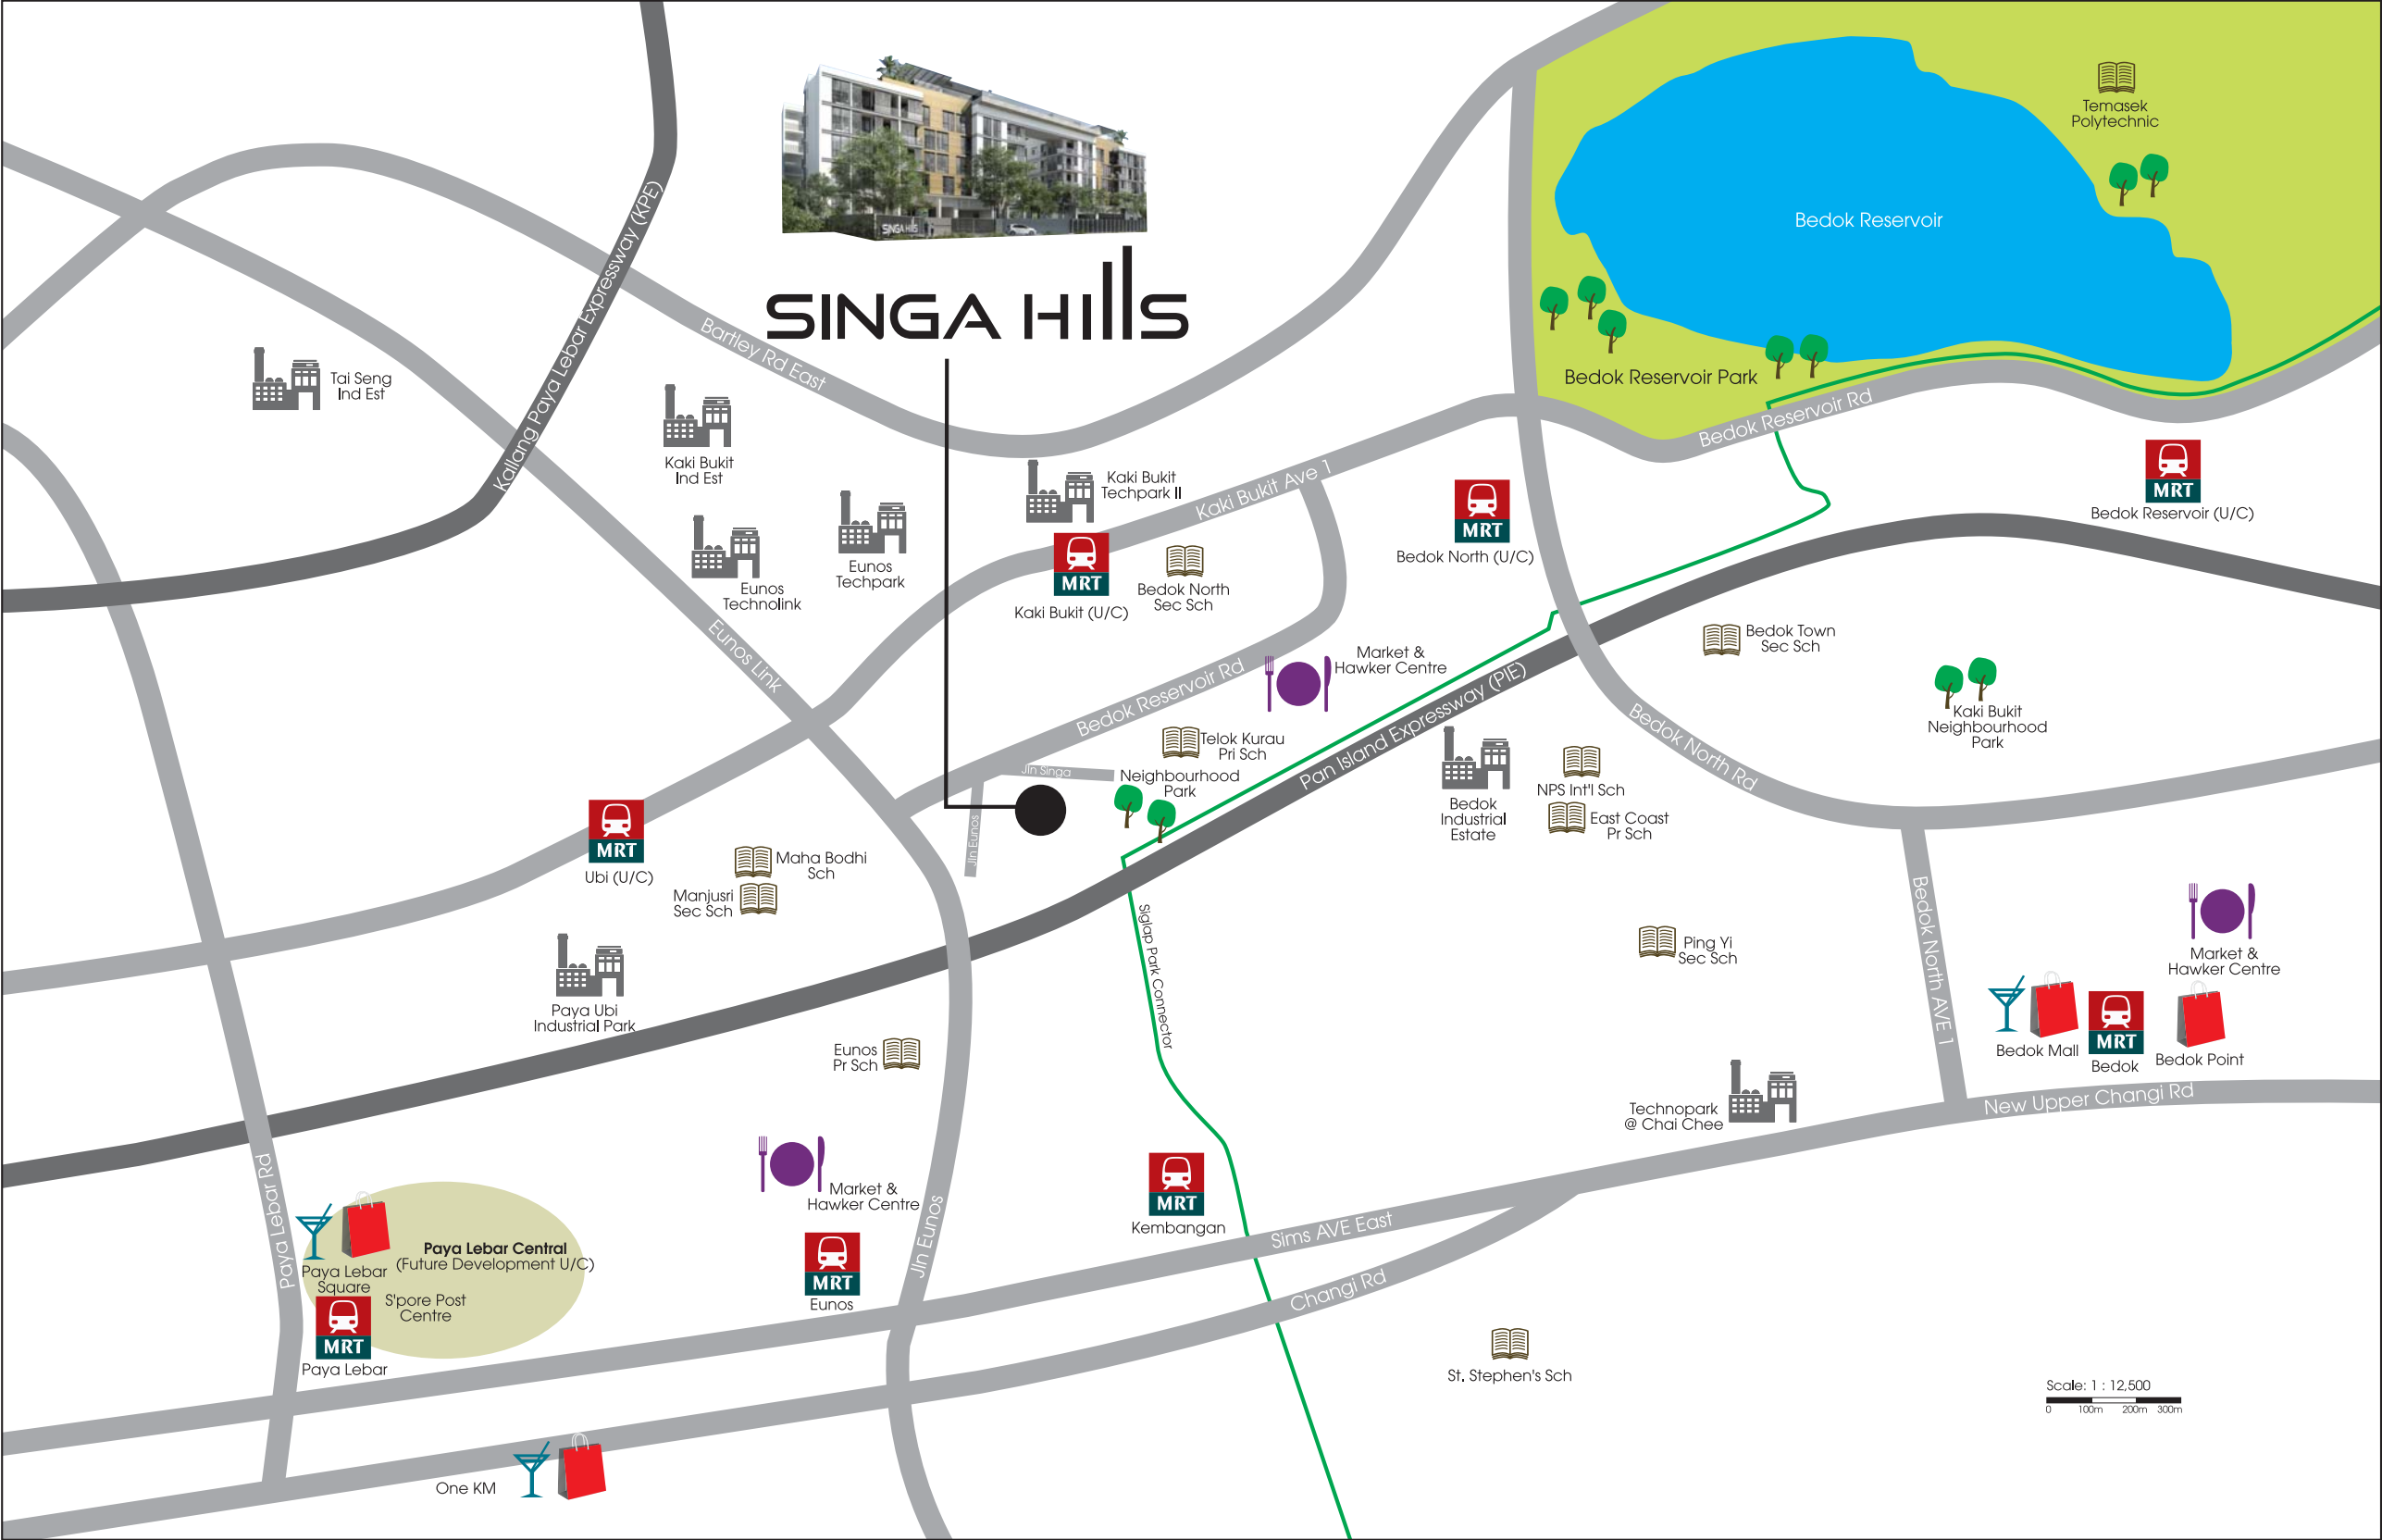 Temasek
Polytechnic
Bedok Reservoir
Kallang Paya Lebar Expressway (KPE)
SINGA HILLS
SINGA HILLS
Bartley Rd East
Bedok Reservoir Park
Bedok Reservoir Rd
Tai Seng
Ind Est
Kaki Bukit
Ind Est
Kaki Bukit
Techpark II
Kaki Bukit Ave 1
MRT
Bedok North (U/C)
MRT
Bedok Reservoir (U/C)
Eunos
Technolink
Eunos
Techpark
MRT
Kaki Bukit (U/C)
Bedok North
Sec Sch
Eunos Link
Bedok Reservoir Rd
Market &
Hawker Centre
Bedok Town
Sec Sch
Kaki Bukit
Neighbourhood
Park
Telok Kurau
Pri Sch
Jln Singa
Neighbourhood
Park
Pan Island Expressway (PIE)
Bedok North Rd
Bedok
Industrial
Estate
NPS Int'l Sch
East Coast
Pr Sch
Jln Eunos
MRT
Ubi (U/C)
Maha Bodhi
Sch
Manjusri
Sec Sch
Siglap Park Connector
Ping Yi
Sec Sch
Bedok North AVE 1
Market &
Hawker Centre
Paya Ubi
Industrial Park
Eunos
Pr Sch
Bedok Mall
MRT
Bedok
Bedok Point
Technopark
@ Chai Chee
New Upper Changi Rd
Paya Lebar Rd
Market &
Hawker Centre
Jln Eunos
MRT
Kembangan
Sims AVE East
Paya Lebar Central
(Future Development U/C)
Paya Lebar
Square
S'pore Post
Centre
MRT
Paya Lebar
MRT
Eunos
Changi Rd
St. Stephen's Sch
One KM
Scale: 1 : 12,500
0 100m 200m 300m